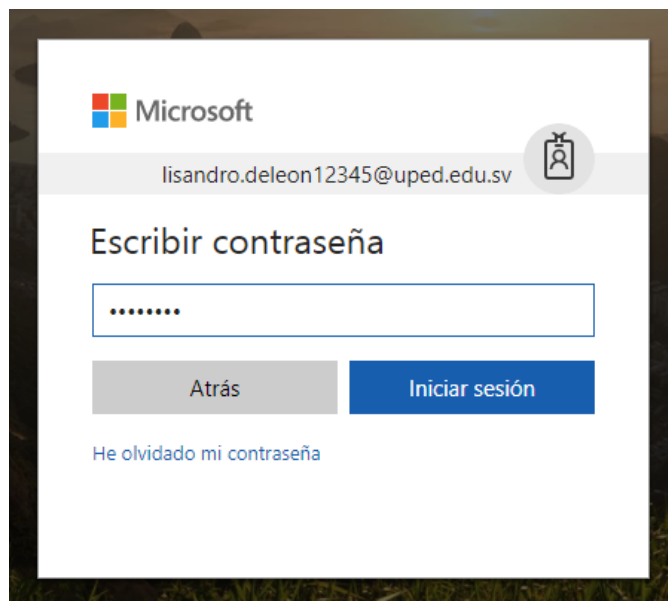 Microsoft
lisandro.deleon12345@uped.edu.sv
Escribir contraseña
••••••••
Atrás
Iniciar sesión
He olvidado mi contraseña